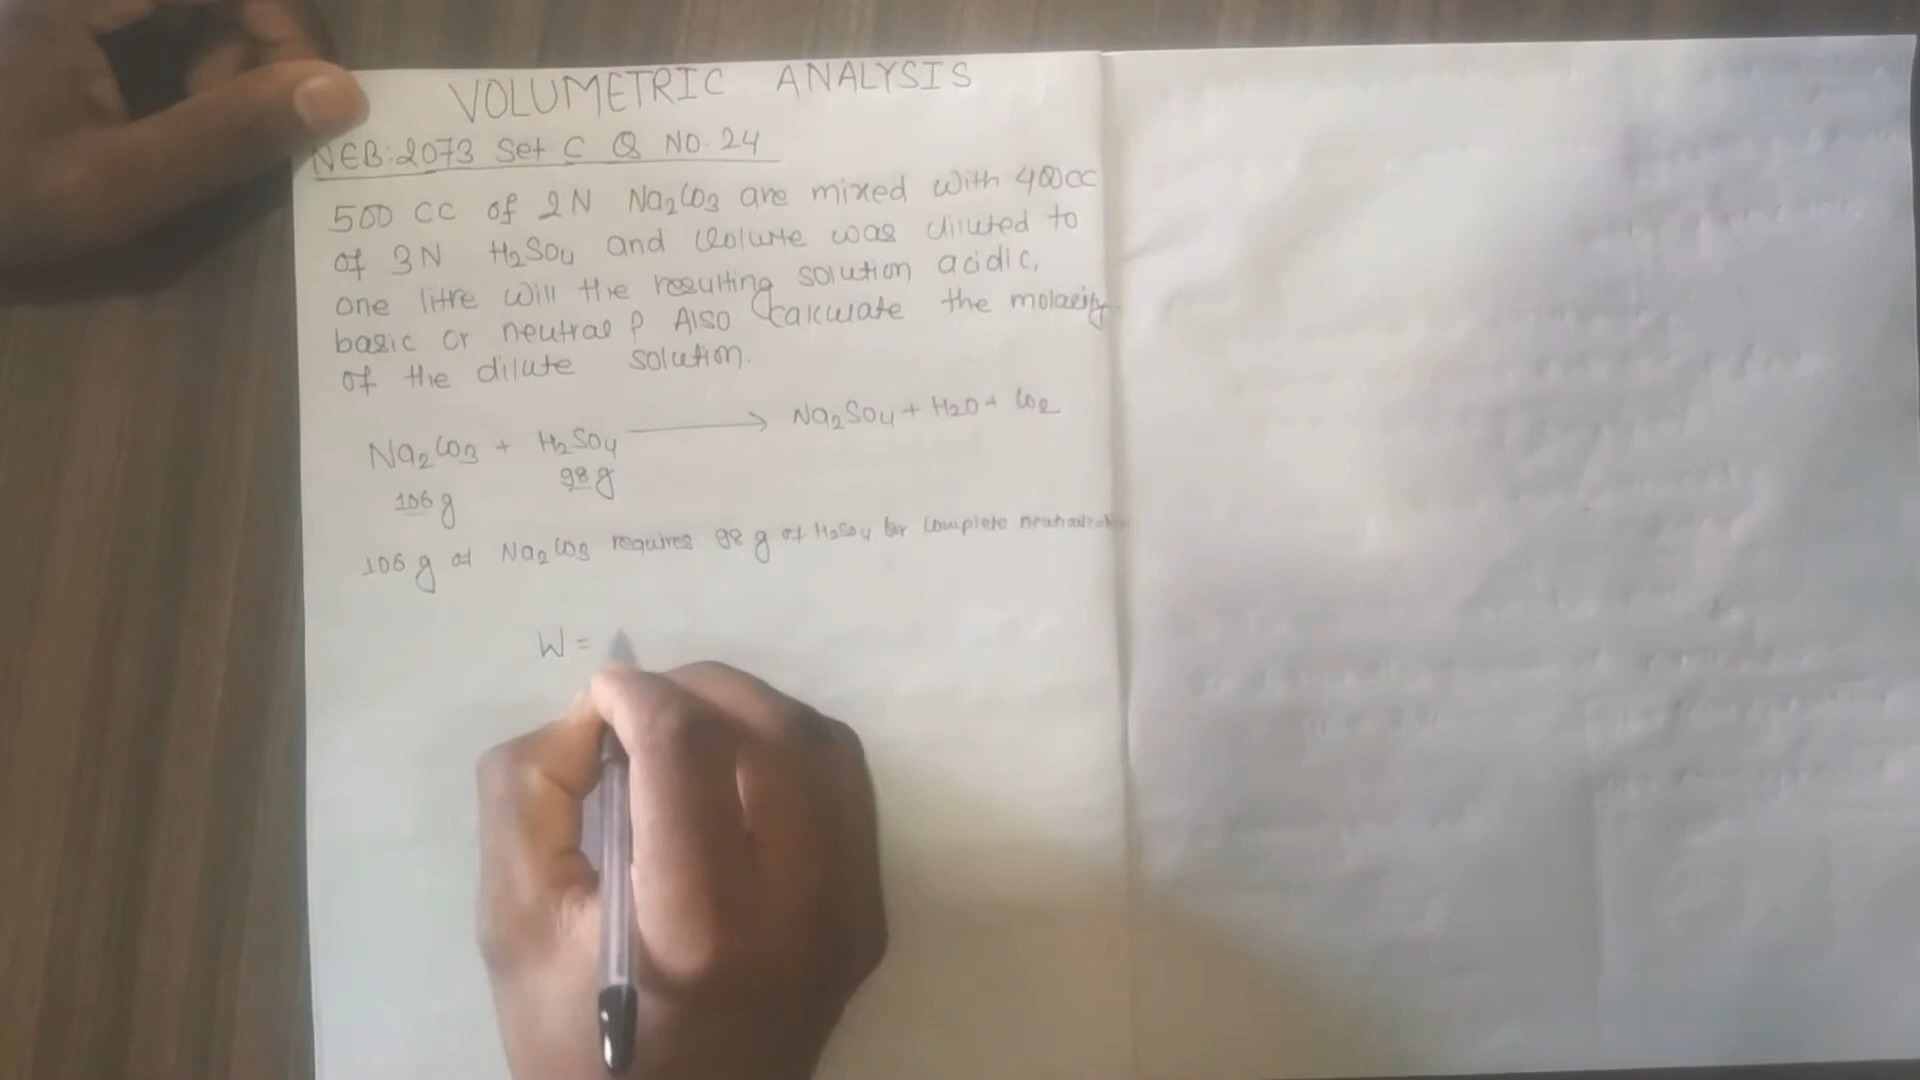 VOLUMETRIC ANALYSIS
NEB:2073 Set C Q NO. 24
500 CC of 2N Na2CO3 are mixed with 400cc
of 3N H2SO4 and Volume was diluted to
one litre will the resulting solution acidic,
basic or neutral? Also calculate the molarity
of the dilute solution.
Na2CO3 + H2SO4 → Na2SO4 + H2O + CO2
106 g 98 g
106 g of Na2CO3 requires 98 g of H2SO4 for complete
W =